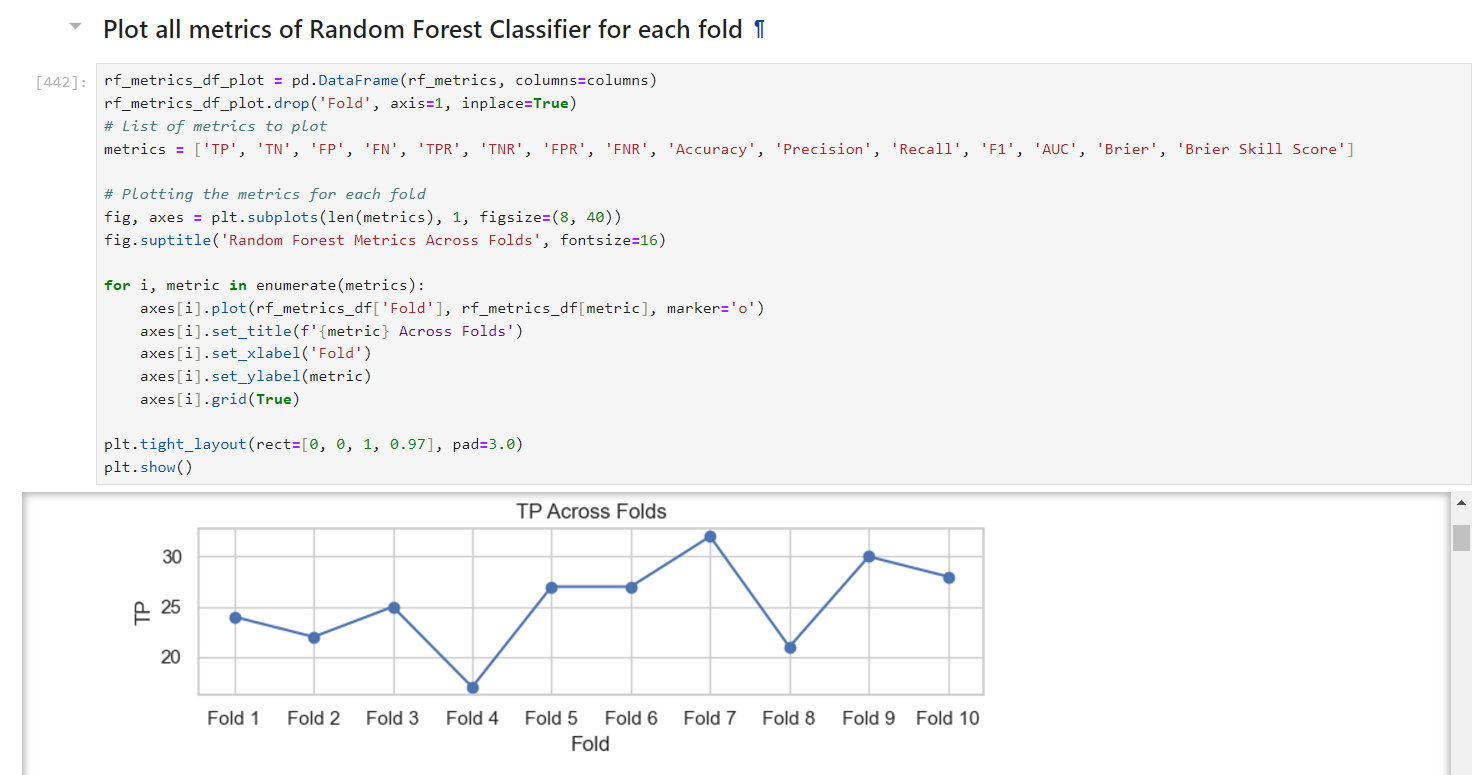 Plot all metrics of Random Forest Classifier for each fold ¶
[442]:
rf_metrics_df_plot = pd.DataFrame(rf_metrics, columns=columns)
rf_metrics_df_plot.drop('Fold', axis=1, inplace=True)
# List of metrics to plot
metrics = ['TP', 'TN', 'FP', 'FN', 'TPR', 'TNR', 'FPR', 'FNR', 'Accuracy', 'Precision', 'Recall', 'F1', 'AUC', 'Brier', 'Brier Skill Score']
# Plotting the metrics for each fold
fig, axes = plt.subplots(len(metrics), 1, figsize=(8, 40))
fig.suptitle('Random Forest Metrics Across Folds', fontsize=16)
for i, metric in enumerate(metrics):
    axes[i].plot(rf_metrics_df['Fold'], rf_metrics_df[metric], marker='o')
    axes[i].set_title(f'{metric} Across Folds')
    axes[i].set_xlabel('Fold')
    axes[i].set_ylabel(metric)
    axes[i].grid(True)
plt.tight_layout(rect=[0, 0, 1, 0.97], pad=3.0)
plt.show()
TP Across Folds
TP
30
25
20
Fold 1 Fold 2 Fold 3 Fold 4 Fold 5 Fold 6 Fold 7 Fold 8 Fold 9 Fold 10
Fold